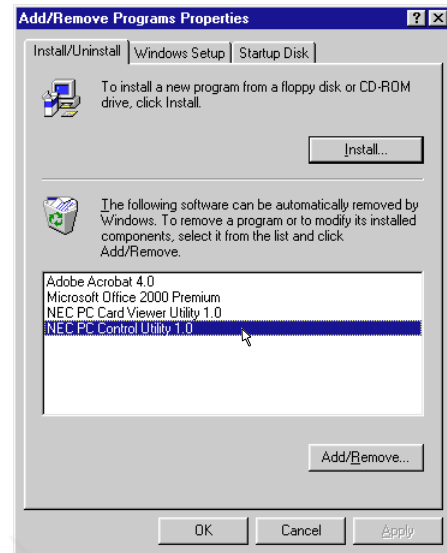 Add/Remove Programs Properties
Install/Uninstall Windows Setup Startup Disk
To install a new program from a floppy disk or CD-ROM
drive, click Install.
Install...
The following software can be automatically removed by
Windows. To remove a program or to modify its installed
components, select it from the list and click
Add/Remove.
Adobe Acrobat 4.0
Microsoft Office 2000 Premium
NEC PC Card Viewer Utility 1.0
NEC PC Control Utility 1.0
Add/Remove...
OK Cancel Apply